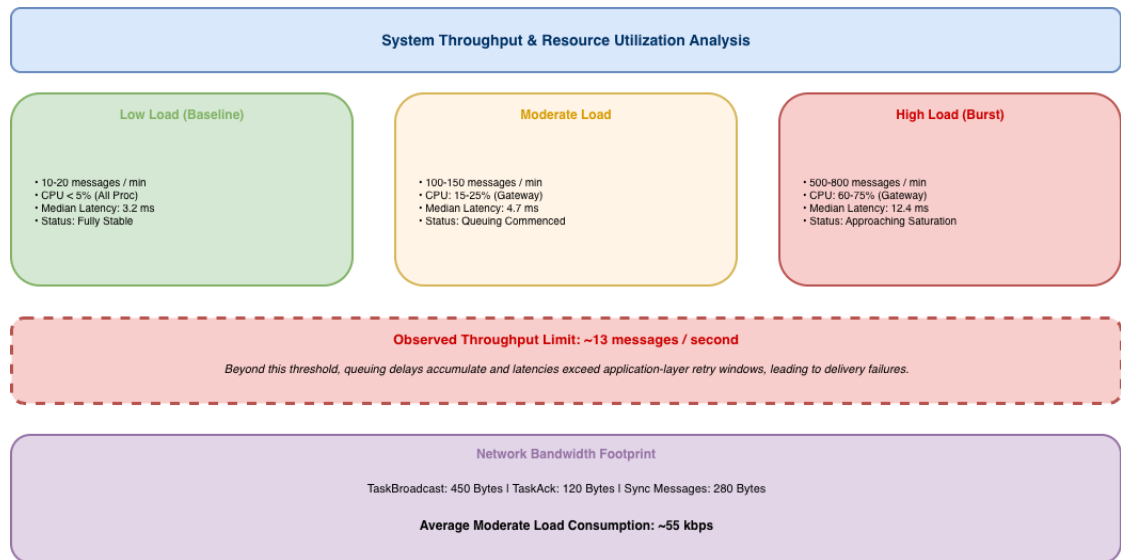 System Throughput & Resource Utilization Analysis
Low Load (Baseline)
• 10-20 messages / min
• CPU < 5% (All Proc)
• Median Latency: 3.2 ms
• Status: Fully Stable
Moderate Load
• 100-150 messages / min
• CPU: 15-25% (Gateway)
• Median Latency: 4.7 ms
• Status: Queuing Commenced
High Load (Burst)
• 500-800 messages / min
• CPU: 60-75% (Gateway)
• Median Latency: 12.4 ms
• Status: Approaching Saturation
Observed Throughput Limit: ~13 messages / second
Beyond this threshold, queuing delays accumulate and latencies exceed application-layer retry windows, leading to delivery failures.
Network Bandwidth Footprint
TaskBroadcast: 450 Bytes | TaskAck: 120 Bytes | Sync Messages: 280 Bytes
Average Moderate Load Consumption: ~55 kbps